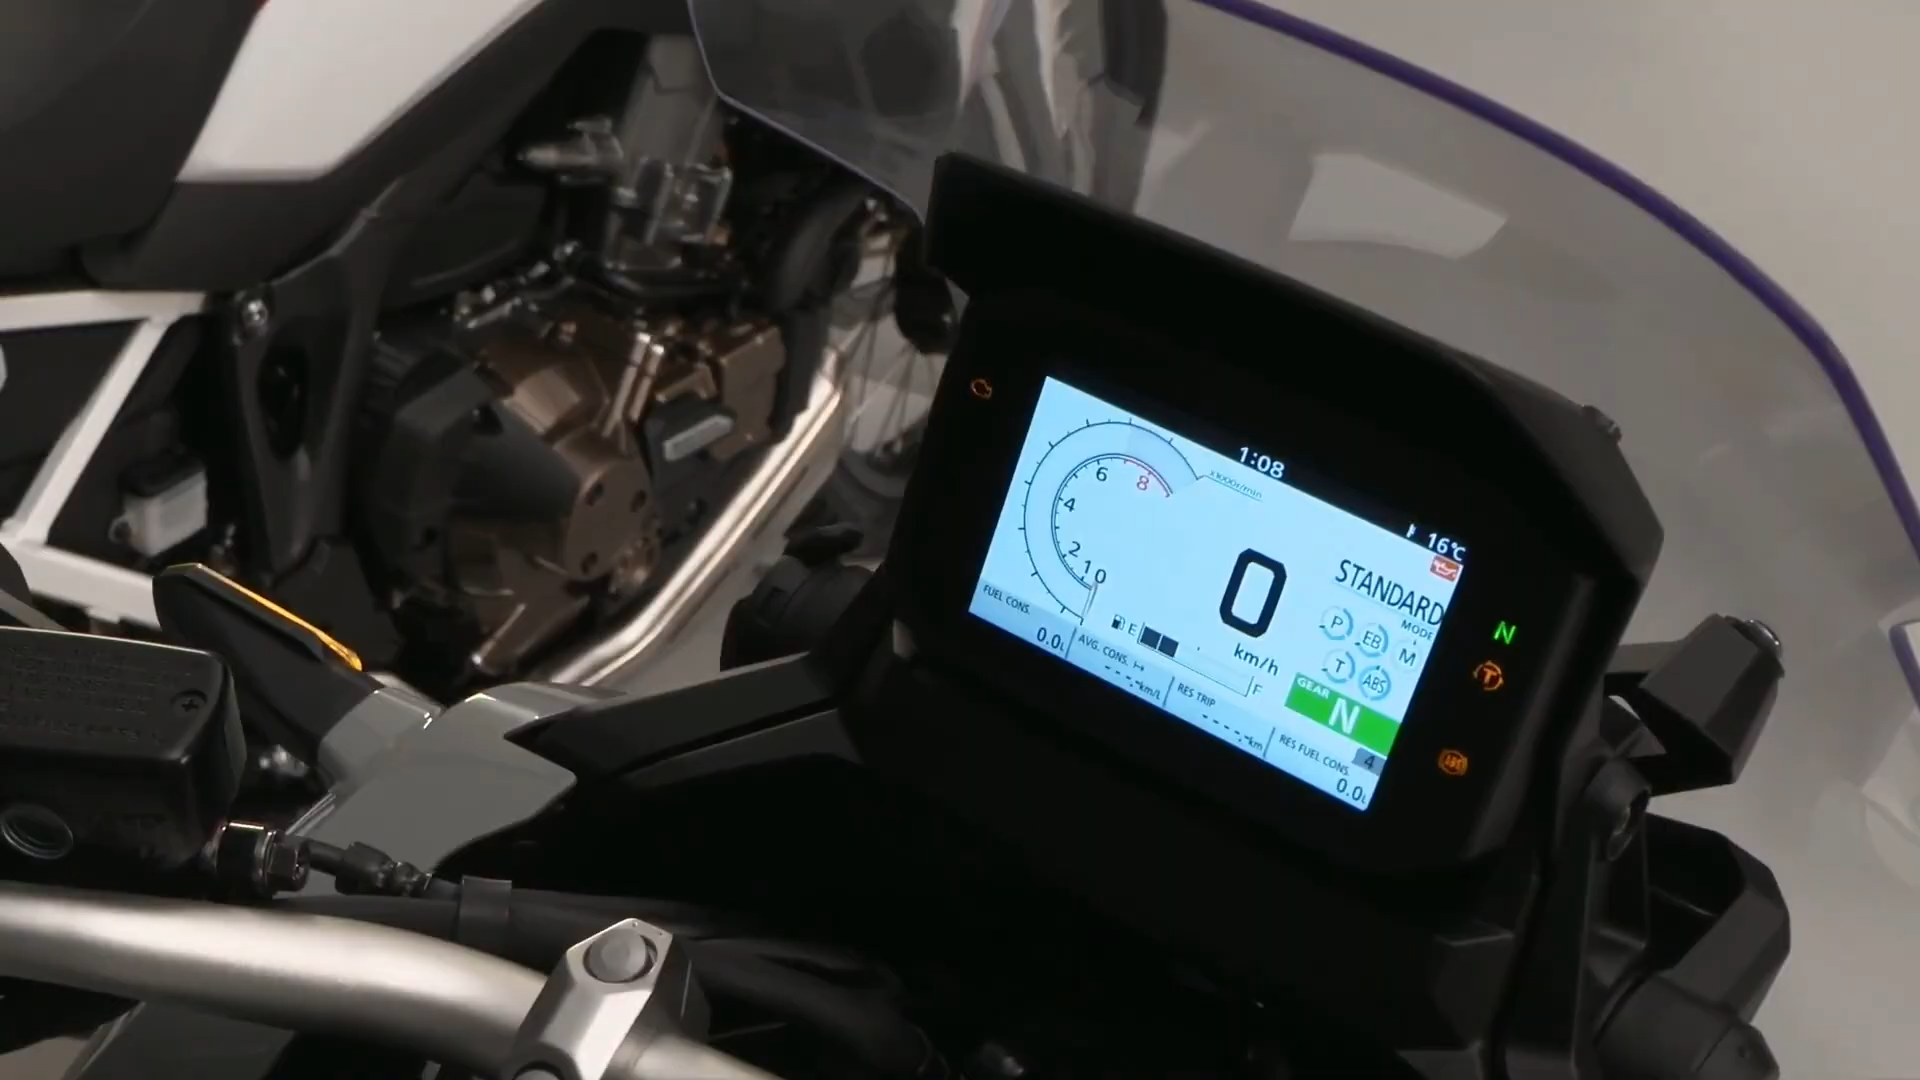 1:08
16℃
x1000r/min
8
6
4
2
1
0
0
km/h
STANDARD
MODE
P
EB
M
T
ABS
GEAR
N
4
E
F
FUEL CONS.
0.0L
AVG. CONS.
--.-km/L
RES TRIP
----.-km
RES FUEL CONS.
0.0L
N
T
ABS